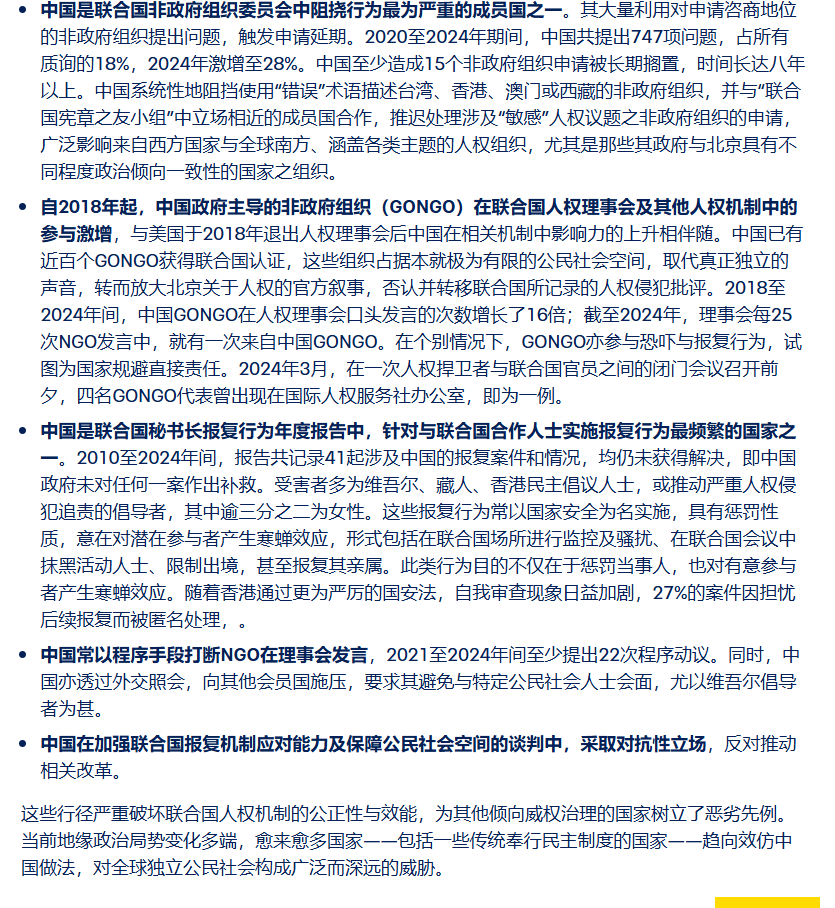 • 中国是联合国非政府组织委员会中阻挠行为最为严重的成员国之一。其大量利用对申请咨商地位
的非政府组织提出问题，触发申请延期。2020至2024年期间，中国共提出747项问题，占所有
质询的18%，2024年激增至28%。中国至少造成15个非政府组织申请被长期搁置，时间长达八年
以上。中国系统性地阻挡使用“错误”术语描述台湾、香港、澳门或西藏的非政府组织，并与“联合
国宪章之友小组”中立场相近的成员国合作，推迟处理涉及“敏感”人权议题之非政府组织的申请，
广泛影响来自西方国家与全球南方、涵盖各类主题的人权组织，尤其是那些其政府与北京具有不
同程度政治倾向一致性的国家之组织。
• 自2018年起，中国政府主导的非政府组织（GONGO）在联合国人权理事会及其他人权机制中的
参与激增，与美国于2018年退出人权理事会后中国在相关机制中影响力的上升相伴随。中国已有
近百个GONGO获得联合国认证，这些组织占据本就极为有限的公民社会空间，取代真正独立的
声音，转而放大北京关于人权的官方叙事，否认并转移联合国所记录的人权侵犯批评。2018至
2024年间，中国GONGO在人权理事会口头发言的次数增长了16倍；截至2024年，理事会每25
次NGO发言中，就有一次来自中国GONGO。在个别情况下，GONGO亦参与恐吓与报复行为，试
图为国家规避直接责任。2024年3月，在一次人权捍卫者与联合国官员之间的闭门会议召开前
夕，四名GONGO代表曾出现在国际人权服务社办公室，即为一例。
• 中国是联合国秘书长报复行为年度报告中，针对与联合国合作人士实施报复行为最频繁的国家之
一。2010至2024年间，报告共记录41起涉及中国的报复案件和情况，均仍未获得解决，即中国
政府未对任何一案作出补救。受害者多为维吾尔、藏人、香港民主倡议人士，或推动严重人权侵
犯追责的倡导者，其中逾三分之二为女性。这些报复行为常以国家安全为名实施，具有惩罚性
质，意在对潜在参与者产生寒蝉效应，形式包括在联合国场所进行监控及骚扰、在联合国会议中
抹黑活动人士、限制出境，甚至报复其亲属。此类行为目的不仅在于惩罚当事人，也对有意参与
者产生寒蝉效应。随着香港通过更为严厉的国安法，自我审查现象日益加剧，27%的案件因担忧
后续报复而被匿名处理，。
• 中国常以程序手段打断NGO在理事会发言，2021至2024年间至少提出22次程序动议。同时，中
国亦透过外交照会，向其他会员国施压，要求其避免与特定公民社会人士会面，尤以维吾尔倡导
者为甚。
• 中国在加强联合国报复机制应对能力及保障公民社会空间的谈判中，采取对抗性立场，反对推动
相关改革。
这些行径严重破坏联合国人权机制的公正性与效能，为其他倾向威权治理的国家树立了恶劣先例。
当前地缘政治局势变化多端，愈来愈多国家——包括一些传统奉行民主制度的国家——趋向效仿中
国做法，对全球独立公民社会构成广泛而深远的威胁。